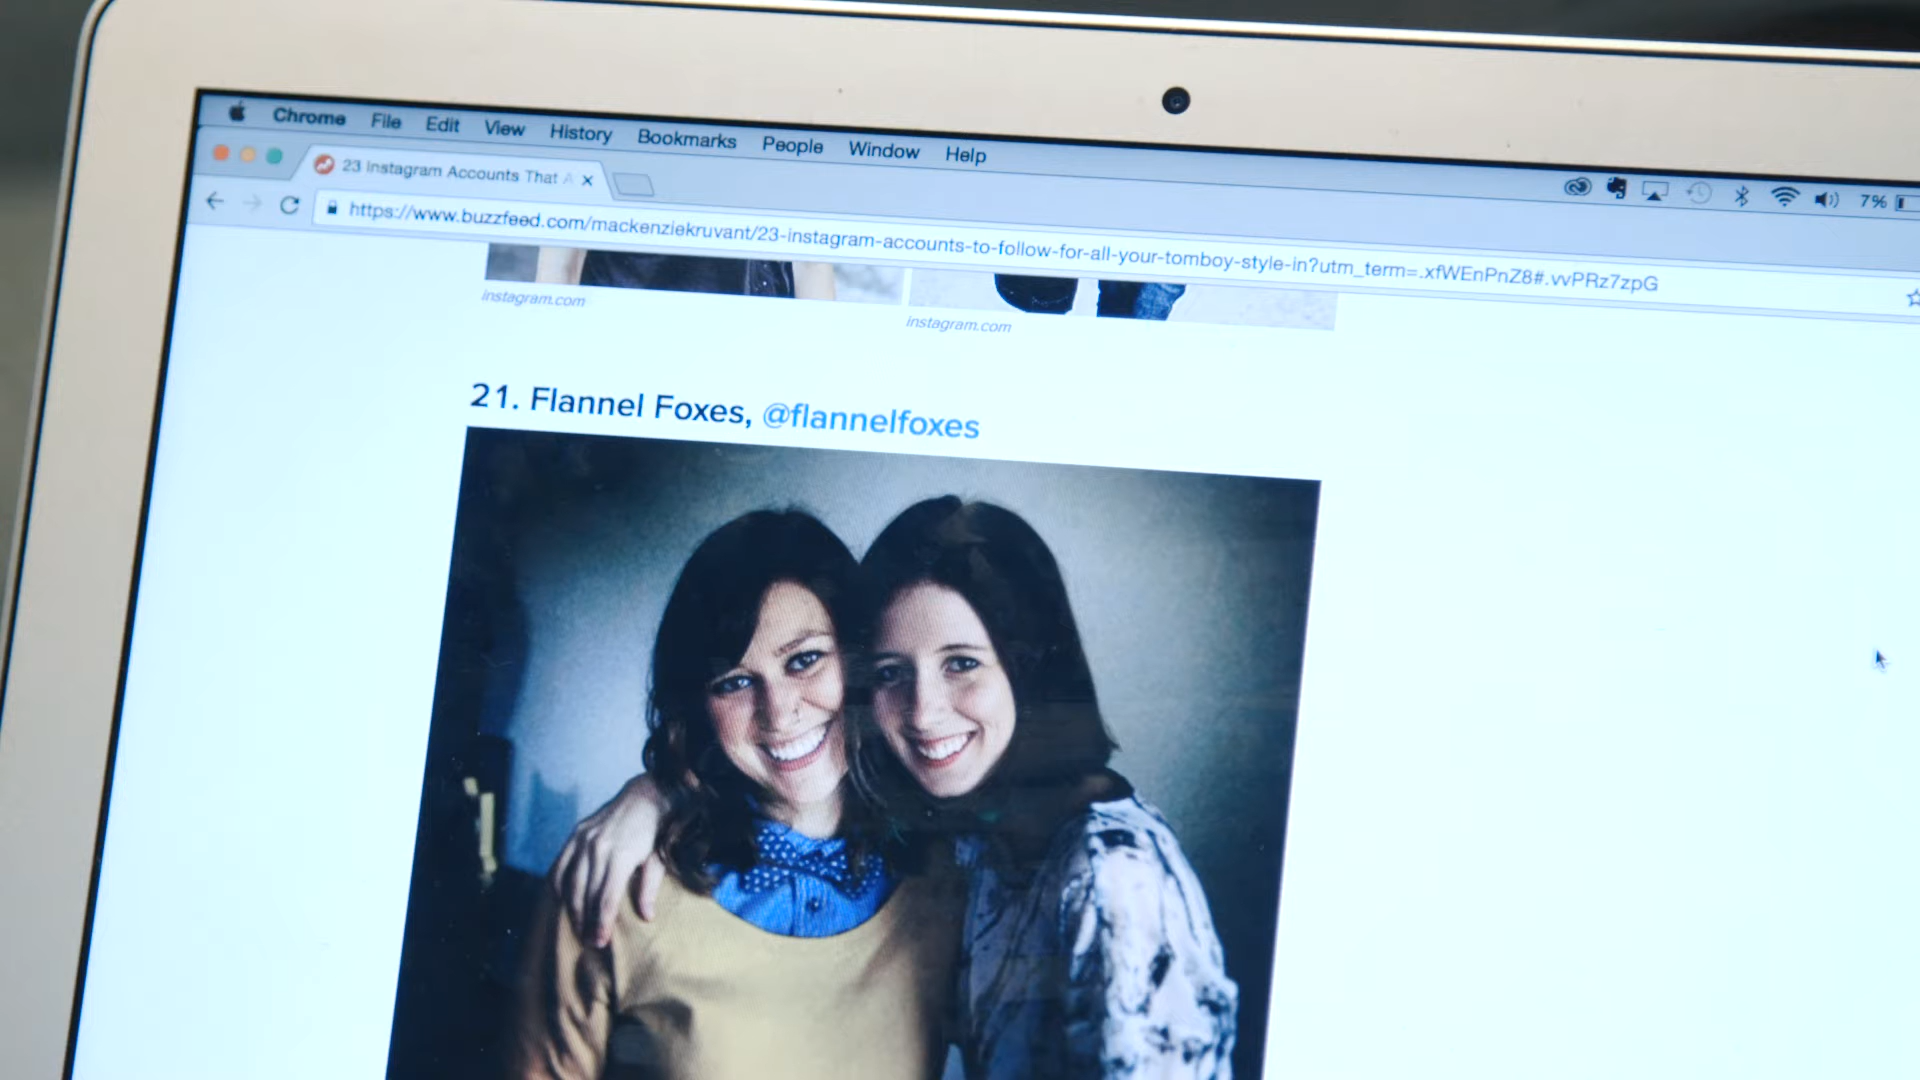 Chrome File Edit View History Bookmarks People Window Help
7%
23 Instagram Accounts That A
https://www.buzzfeed.com/mackenziekruvant/23-instagram-accounts-to-follow-for-all-your-tomboy-style-in?utm_term=.xfWEnPnZ8#.vvPRz7zpG
instagram.com
instagram.com
21. Flannel Foxes, @flannelfoxes